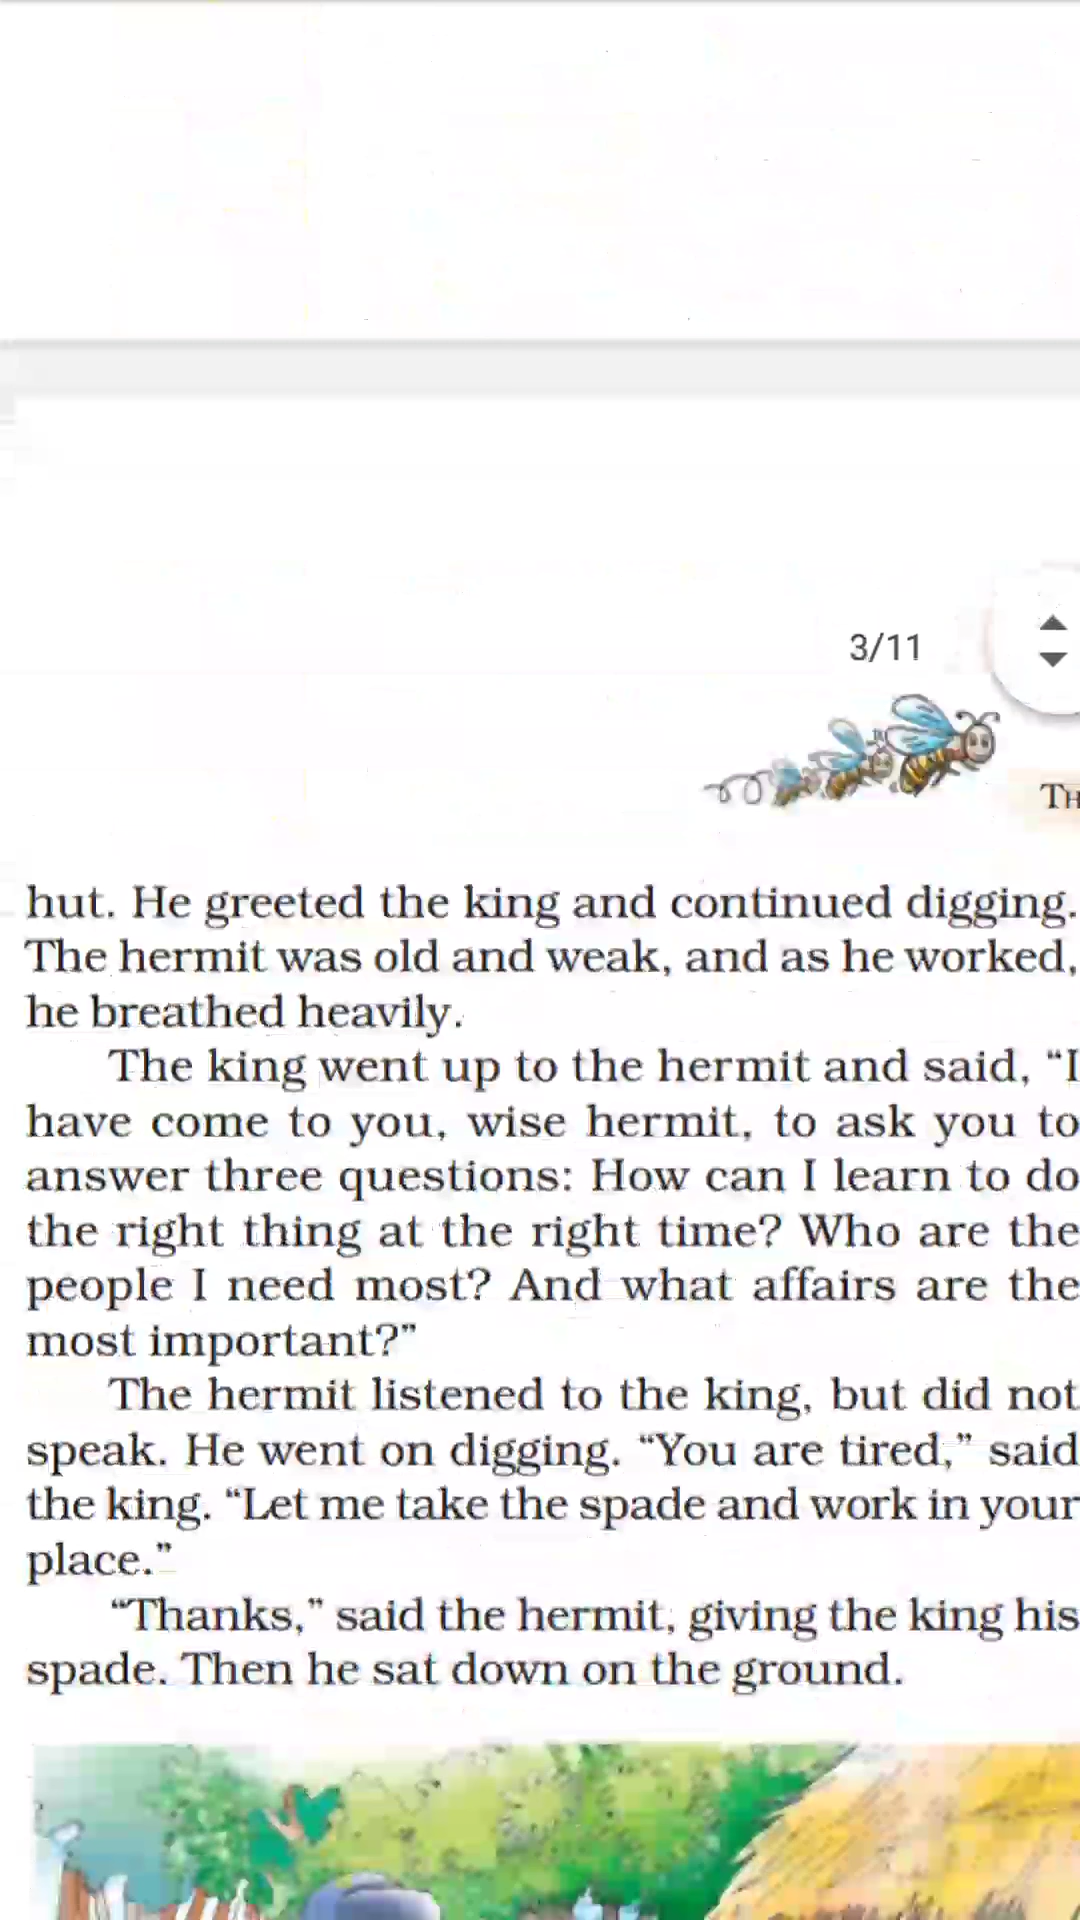 3/11
TH
hut. He greeted the king and continued digging.
The hermit was old and weak, and as he worked,
he breathed heavily.
The king went up to the hermit and said, “I
have come to you, wise hermit, to ask you to
answer three questions: How can I learn to do
the right thing at the right time? Who are the
people I need most? And what affairs are the
most important?”
The hermit listened to the king, but did not
speak. He went on digging. “You are tired,” said
the king. “Let me take the spade and work in your
place.”
“Thanks,” said the hermit, giving the king his
spade. Then he sat down on the ground.